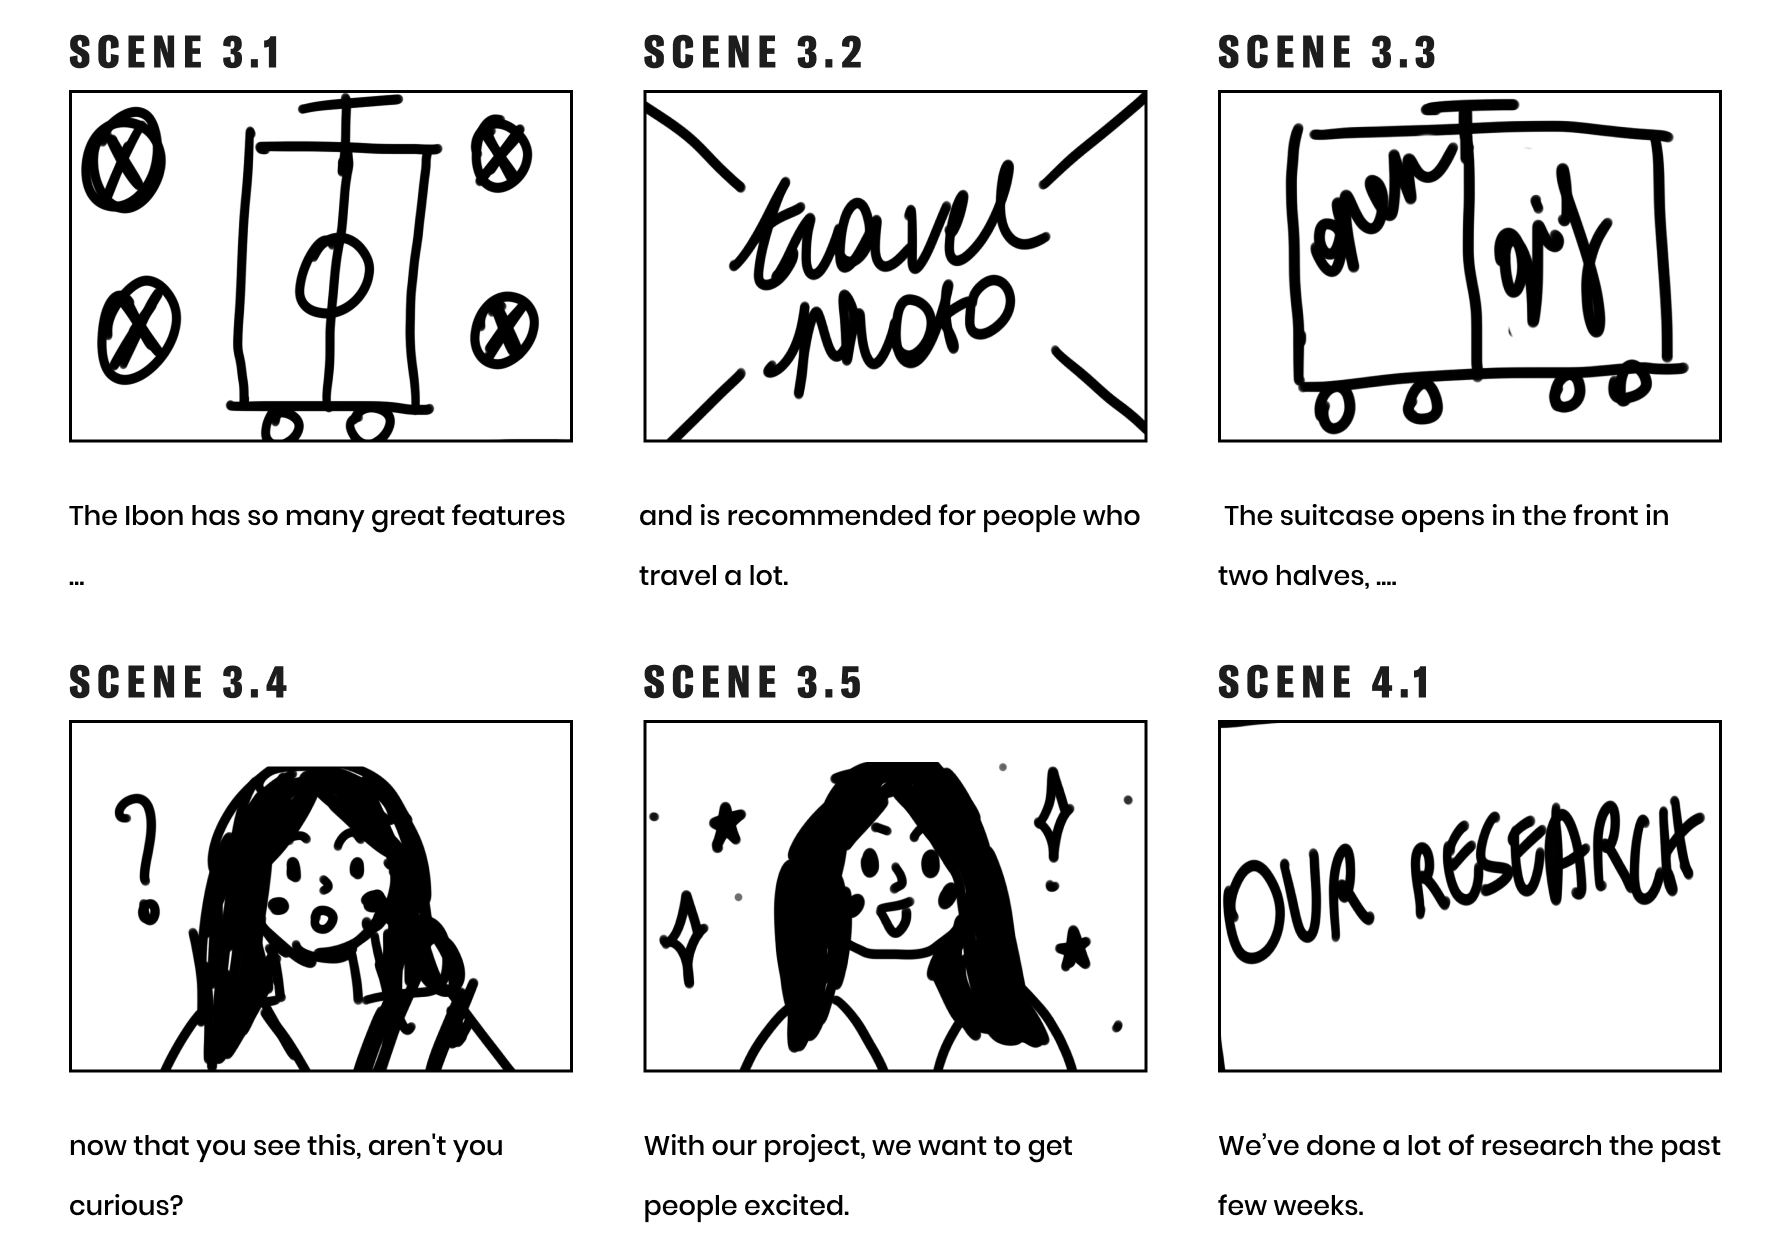 SCENE 3.1
SCENE 3.2
SCENE 3.3
travel
photo
open
gif
The Ibon has so many great features
...
and is recommended for people who
travel a lot.
The suitcase opens in the front in
two halves, ....
SCENE 3.4
SCENE 3.5
SCENE 4.1
?
OUR RESEARCH
now that you see this, aren't you
curious?
With our project, we want to get
people excited.
We’ve done a lot of research the past
few weeks.